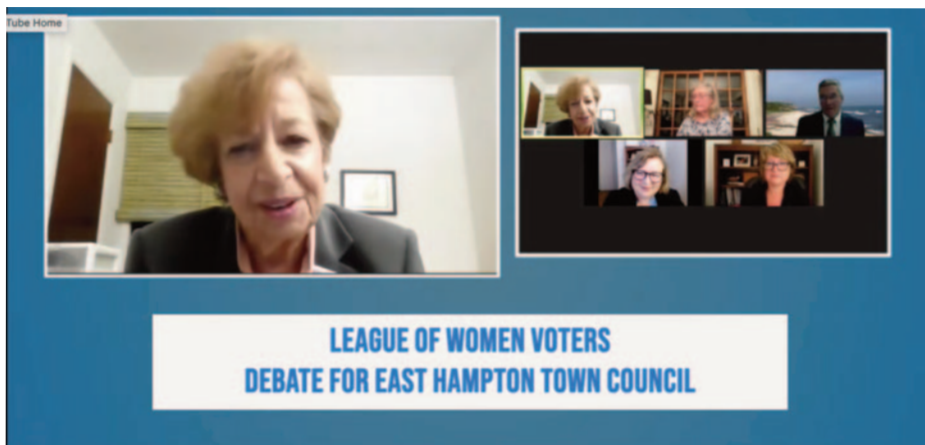 Tube Home
LEAGUE OF WOMEN VOTERS
DEBATE FOR EAST HAMPTON TOWN COUNCIL